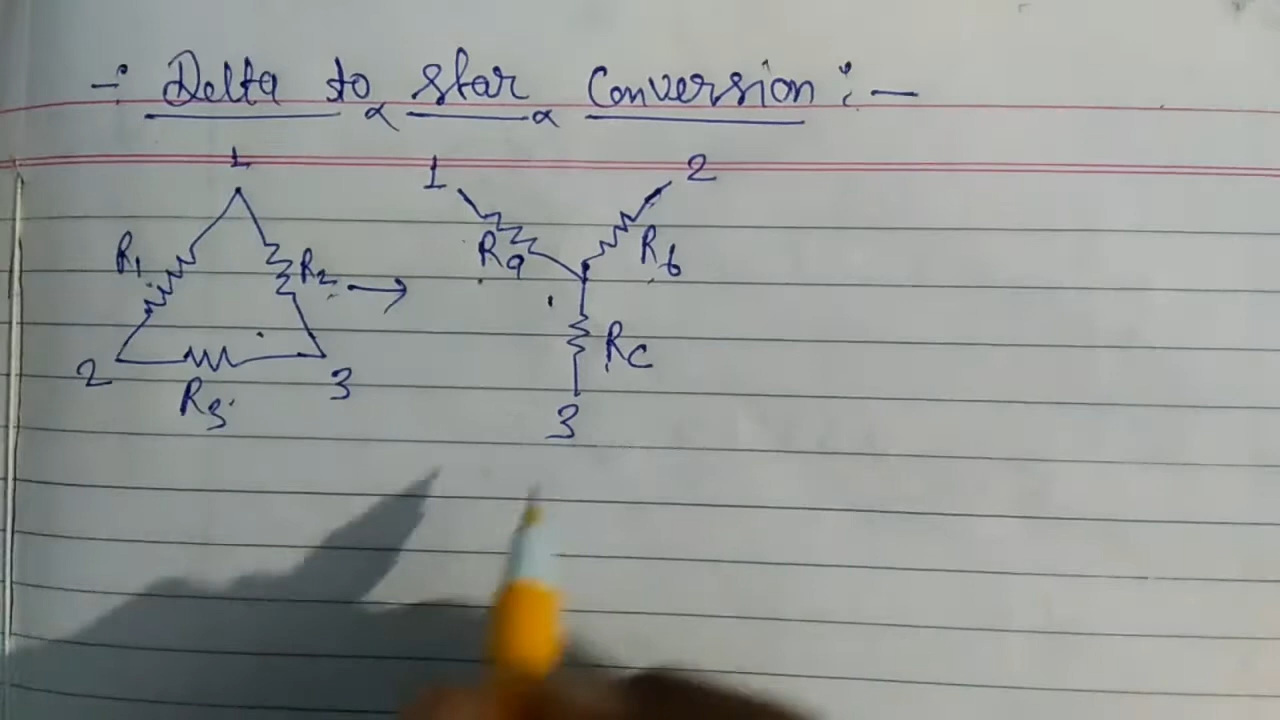 -: Delta to star Conversion :-
1
R1 R2
2 3
R3
1 2
Ra Rb
Rc
3